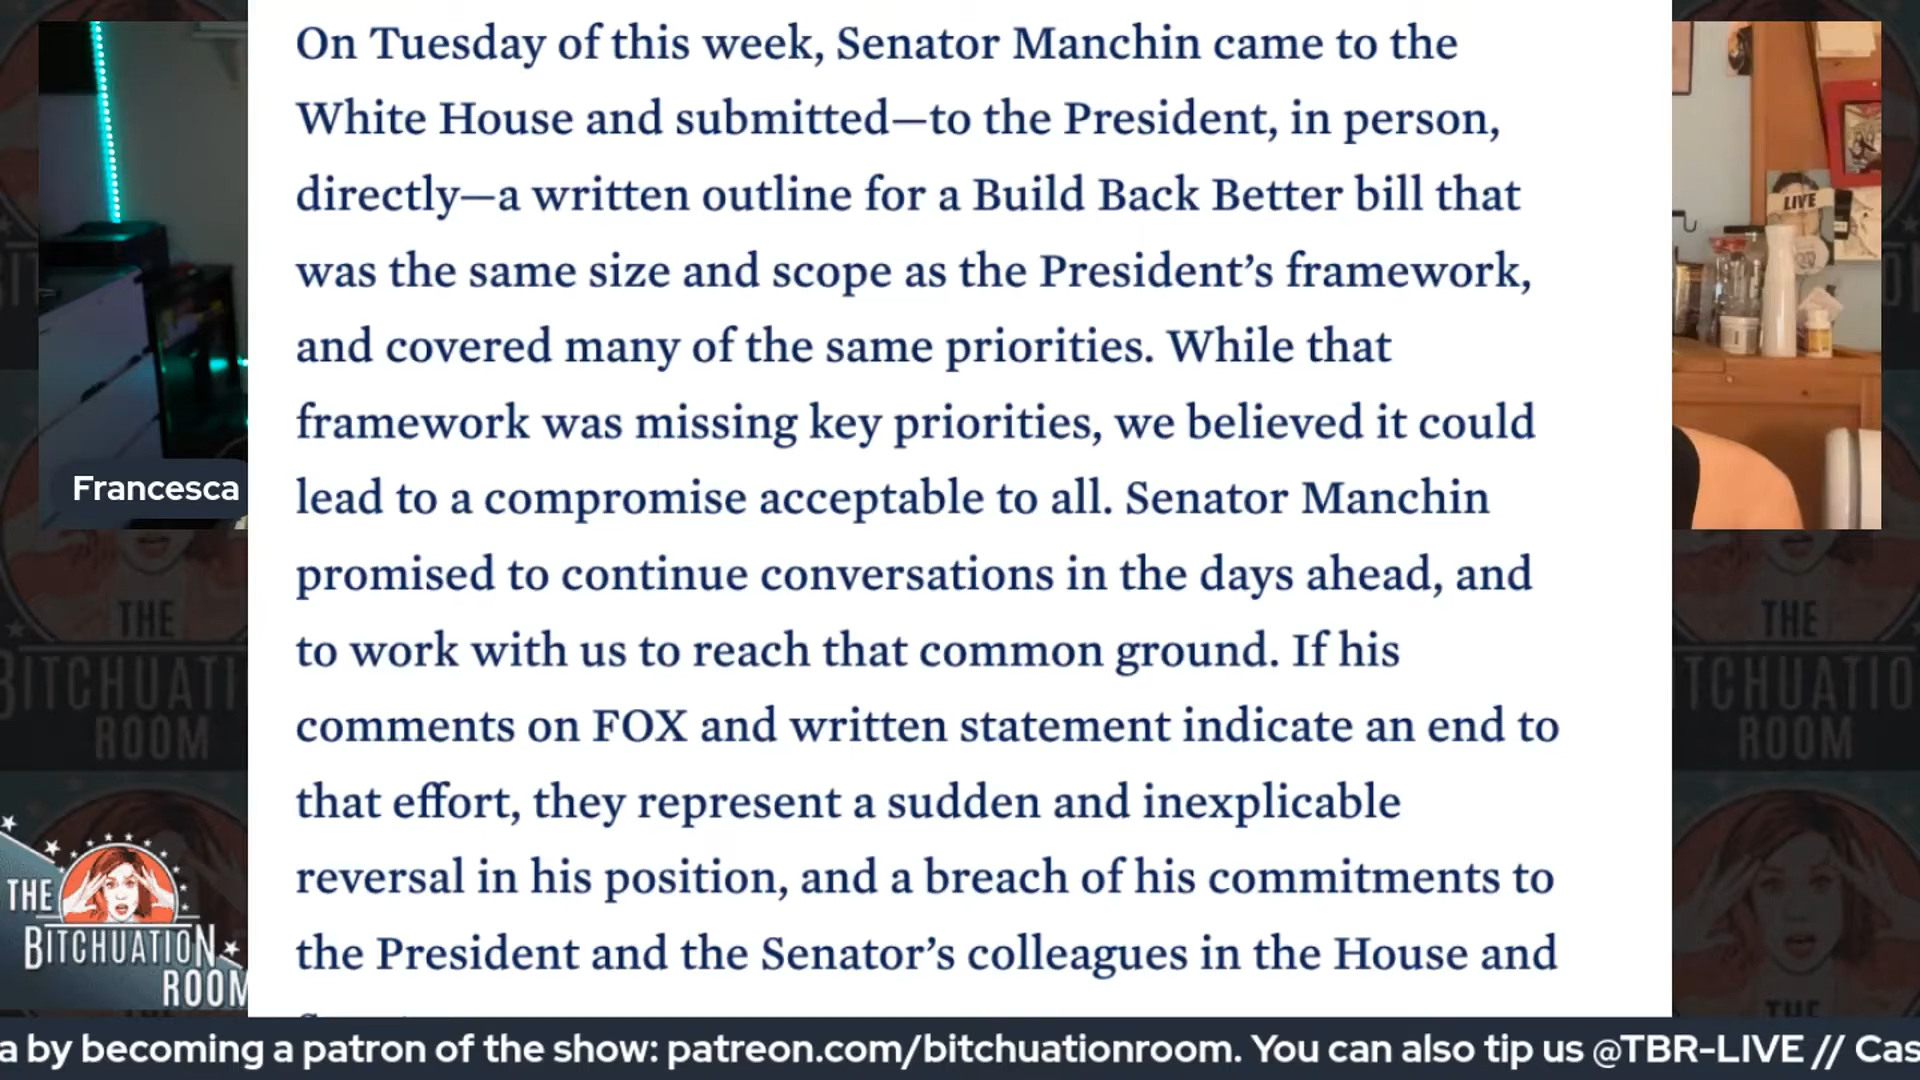 On Tuesday of this week, Senator Manchin came to the
White House and submitted—to the President, in person,
directly—a written outline for a Build Back Better bill that
was the same size and scope as the President’s framework,
and covered many of the same priorities. While that
framework was missing key priorities, we believed it could
lead to a compromise acceptable to all. Senator Manchin
promised to continue conversations in the days ahead, and
to work with us to reach that common ground. If his
comments on FOX and written statement indicate an end to
that effort, they represent a sudden and inexplicable
reversal in his position, and a breach of his commitments to
the President and the Senator’s colleagues in the House and
Francesca
LIVE
THE
BITCHUATI
ROOM
THE
ITCHUATIO
ROOM
THE
BITCHUATION
ROOM
THE
a by becoming a patron of the show: patreon.com/bitchuationroom. You can also tip us @TBR-LIVE // Cas